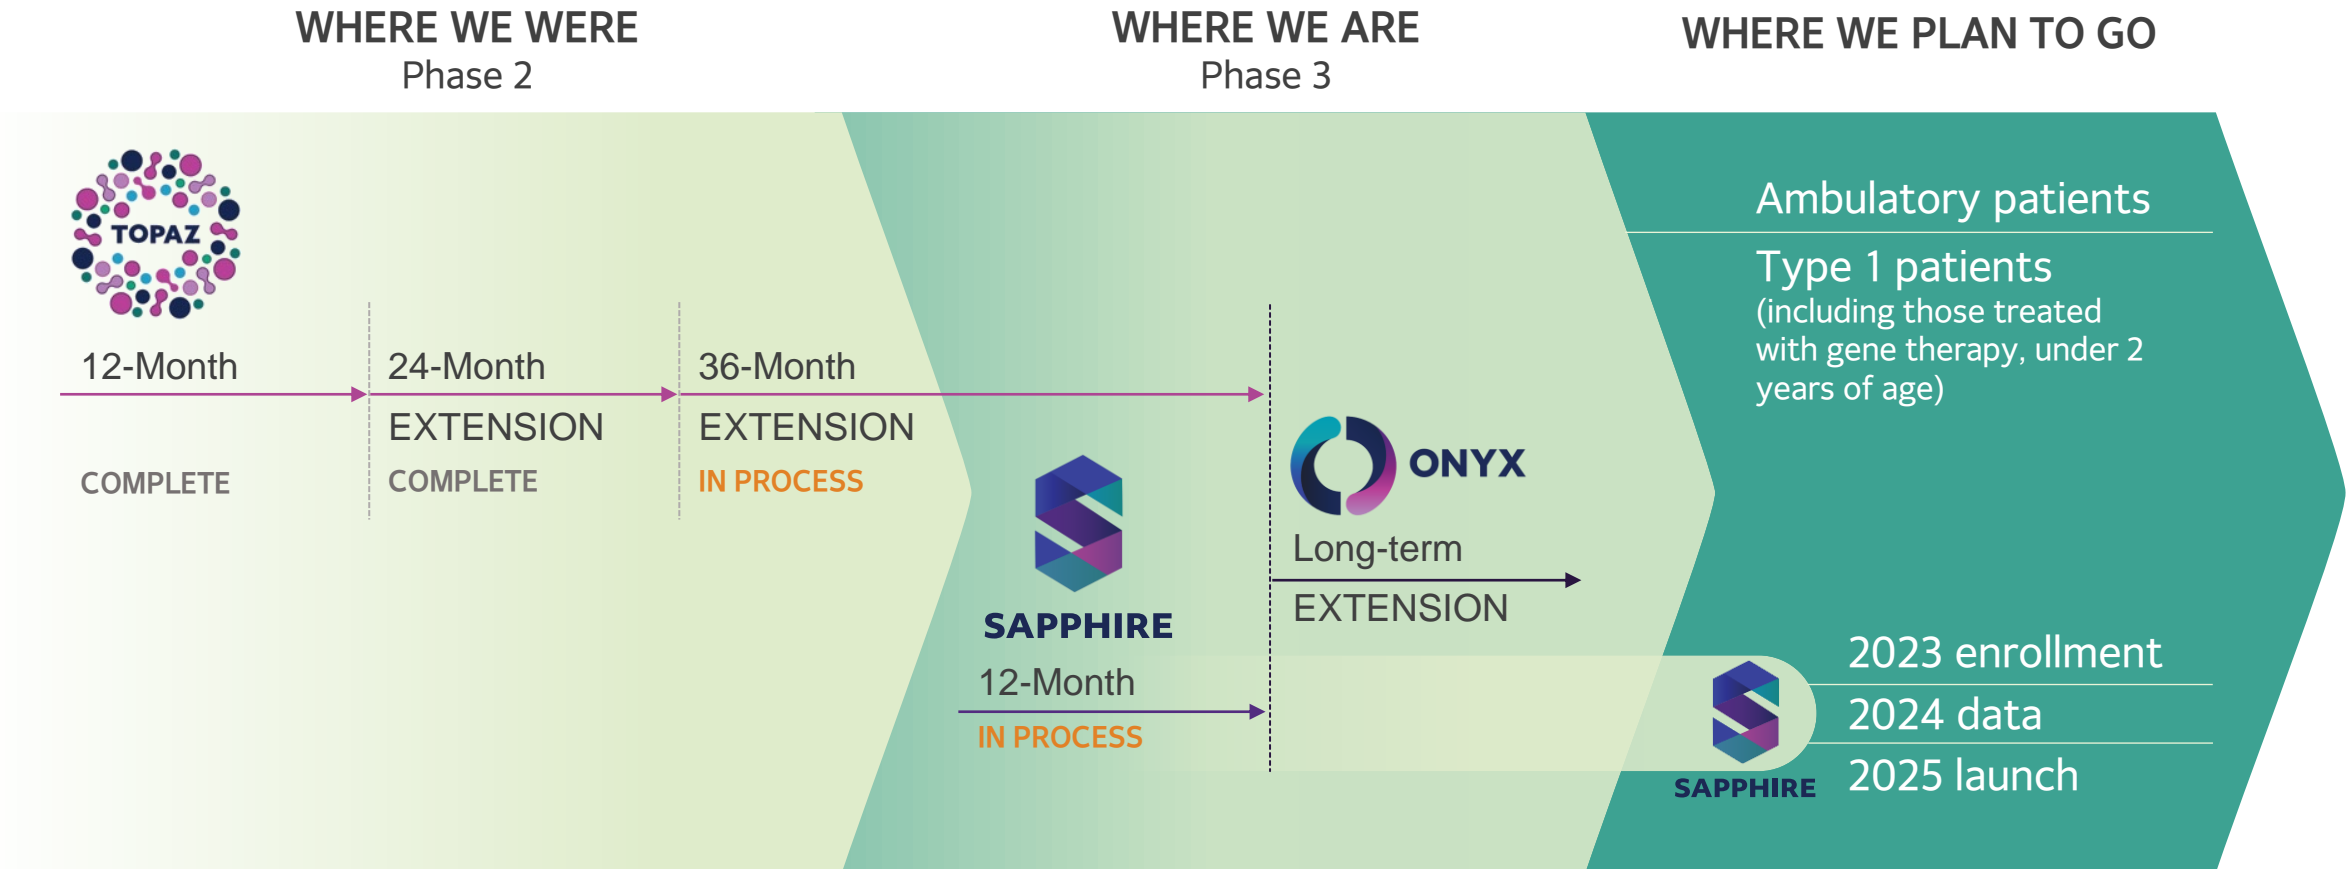 WHERE WE WERE
Phase 2
WHERE WE ARE
Phase 3
WHERE WE PLAN TO GO
TOPAZ
12-Month
COMPLETE
24-Month
EXTENSION
COMPLETE
36-Month
EXTENSION
IN PROCESS
SAPPHIRE
12-Month
IN PROCESS
ONYX
Long-term
EXTENSION
Ambulatory patients
Type 1 patients
(including those treated
with gene therapy, under 2
years of age)
SAPPHIRE
2023 enrollment
2024 data
2025 launch